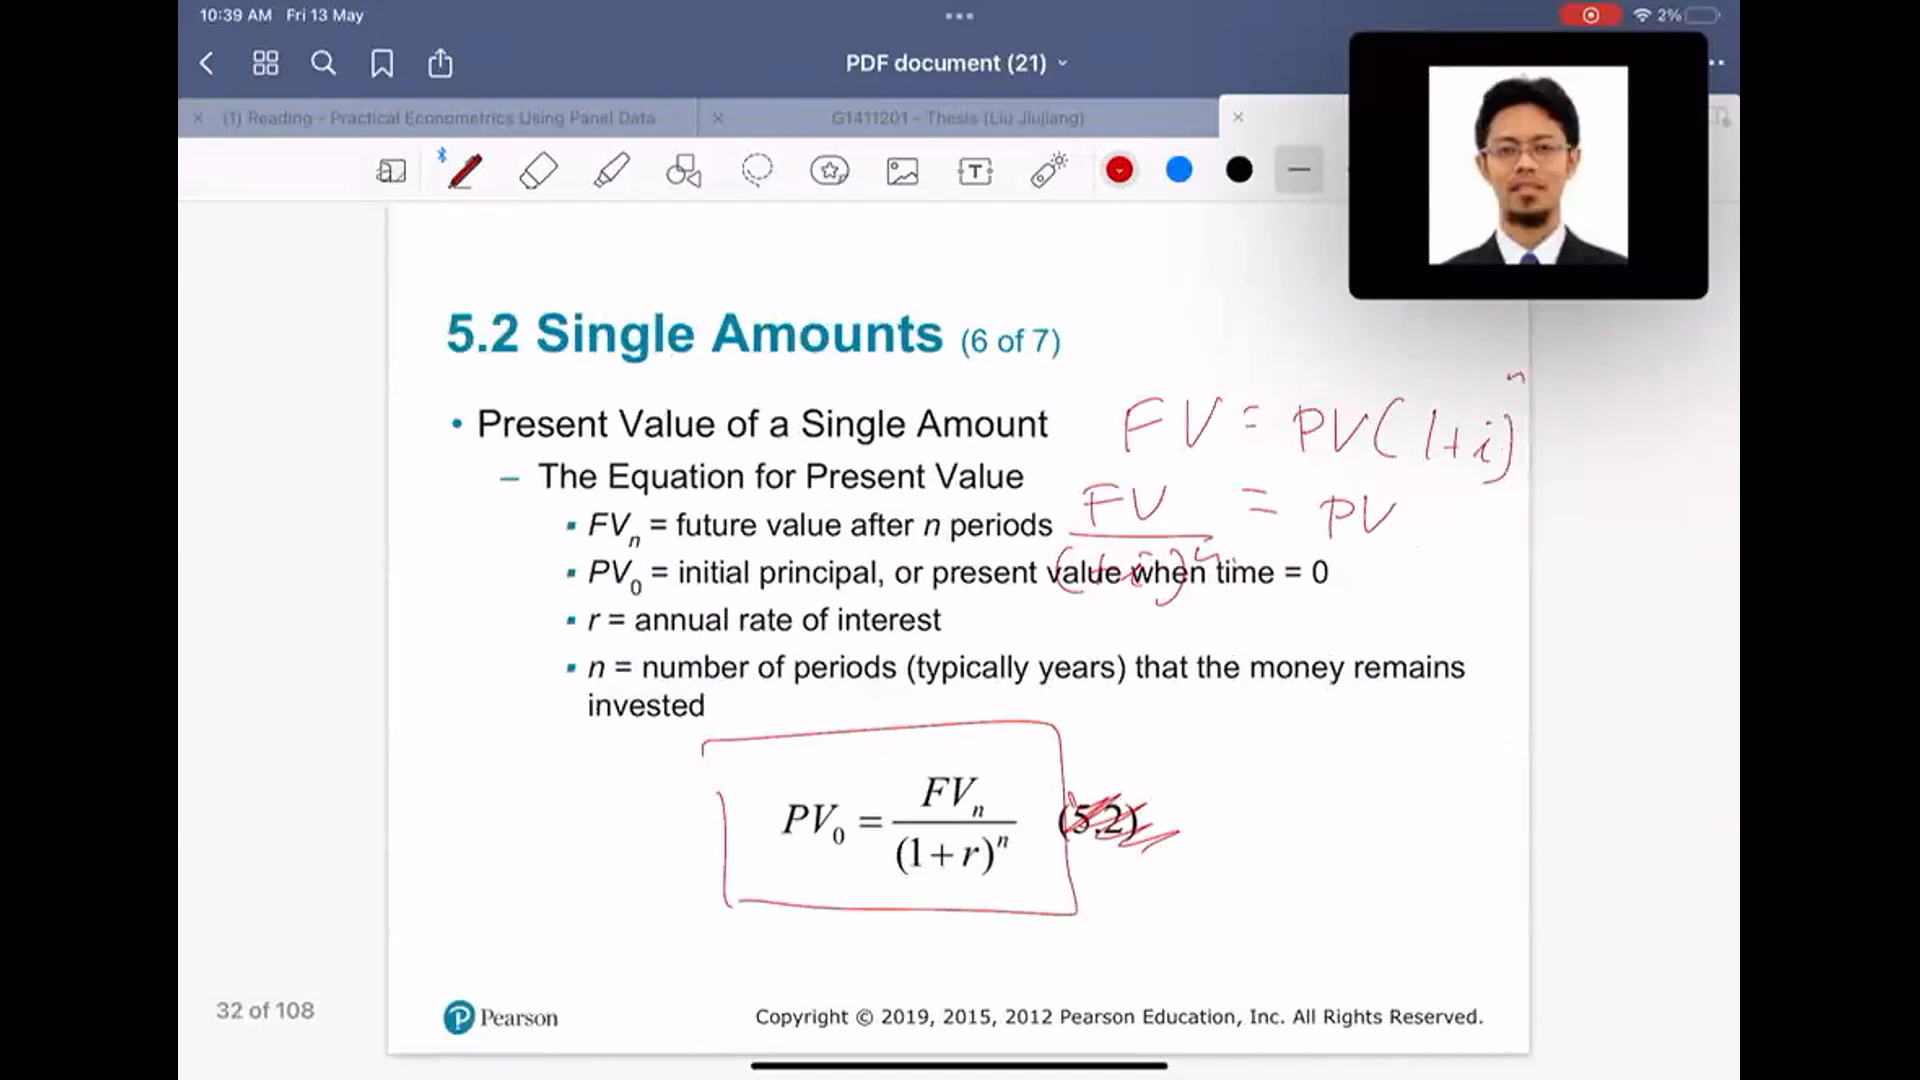 10:39 AM Fri 13 May
2%
PDF document (21)
(1) Reading - Practical Econometrics Using Panel Data
G1411201 - Thesis (Liu Jiujiang)
T
5.2 Single Amounts (6 of 7)
• Present Value of a Single Amount
FV = PV(1+i)^n
– The Equation for Present Value
FV = PV
(1+i)^n
▪ FVn = future value after n periods
▪ PV0 = initial principal, or present value when time = 0
▪ r = annual rate of interest
▪ n = number of periods (typically years) that the money remains
invested
PV0 = FVn / (1+r)^n (5.2)
32 of 108
Pearson
Copyright © 2019, 2015, 2012 Pearson Education, Inc. All Rights Reserved.